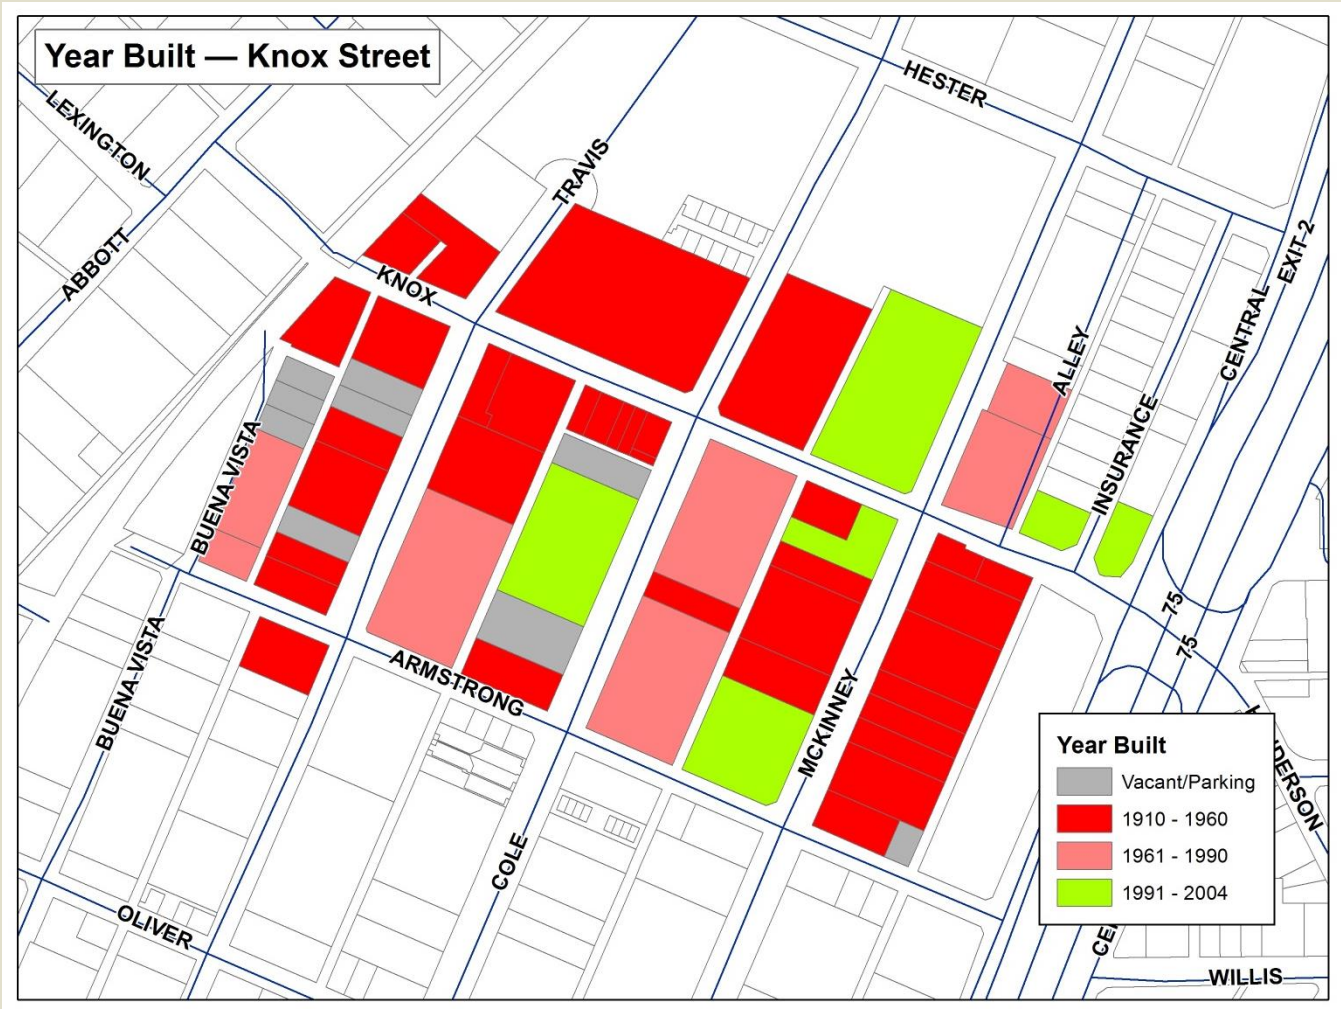 Year Built — Knox Street
HESTER
LEXINGTON
TRAVIS
ABBOTT
KNOX
EXIT 2
CENTRAL
ALLEY
INSURANCE
BUENA VISTA
75
75
BUENA VISTA
ARMSTRONG
MCKINNEY
COLE
OLIVER
WILLIS
Year Built
Vacant/Parking
1910 - 1960
1961 - 1990
1991 - 2004